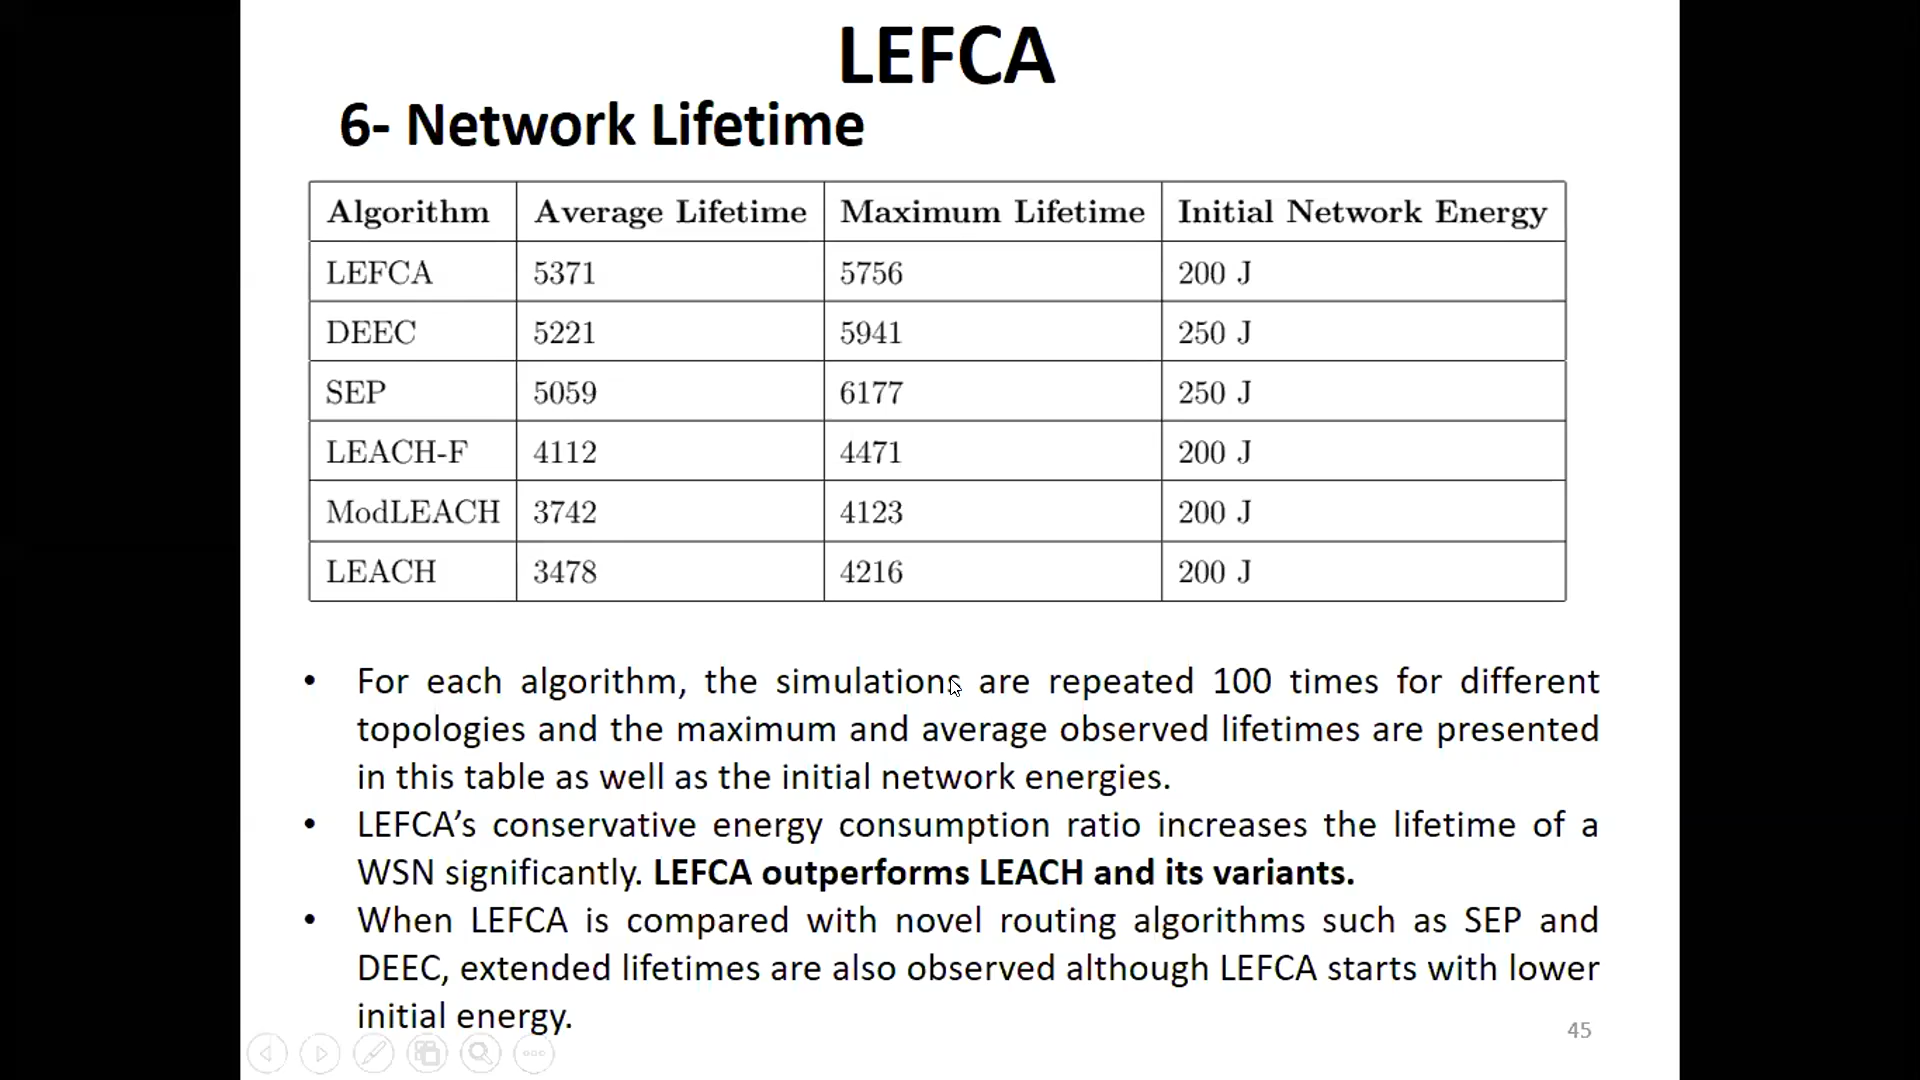 LEFCA
6- Network Lifetime
Algorithm Average Lifetime Maximum Lifetime Initial Network Energy
LEFCA 5371 5756 200 J
DEEC 5221 5941 250 J
SEP 5059 6177 250 J
LEACH-F 4112 4471 200 J
ModLEACH 3742 4123 200 J
LEACH 3478 4216 200 J
• For each algorithm, the simulations are repeated 100 times for different
topologies and the maximum and average observed lifetimes are presented
in this table as well as the initial network energies.
• LEFCA’s conservative energy consumption ratio increases the lifetime of a
WSN significantly. LEFCA outperforms LEACH and its variants.
• When LEFCA is compared with novel routing algorithms such as SEP and
DEEC, extended lifetimes are also observed although LEFCA starts with lower
initial energy.
45